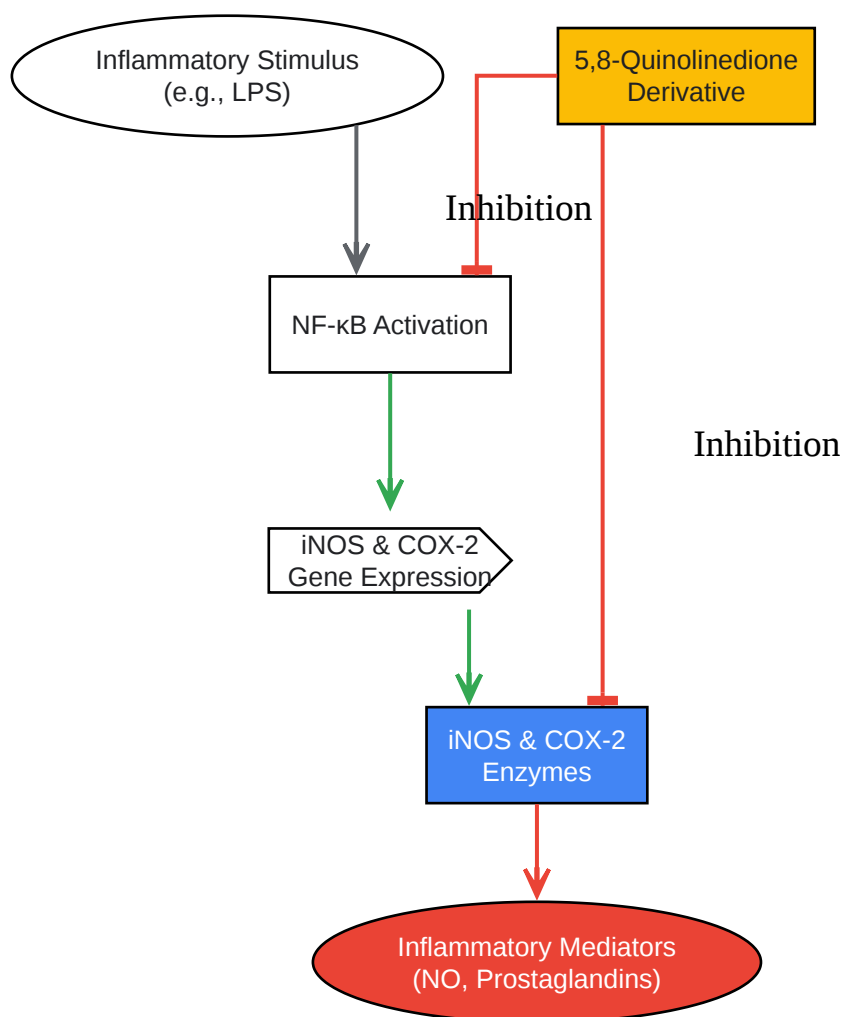 Inflammatory Stimulus
(e.g., LPS)
5,8-Quinolinedione
Derivative
Inhibition
NF-κB Activation
Inhibition
iNOS & COX-2
Gene Expression
iNOS & COX-2
Enzymes
Inflammatory Mediators
(NO, Prostaglandins)